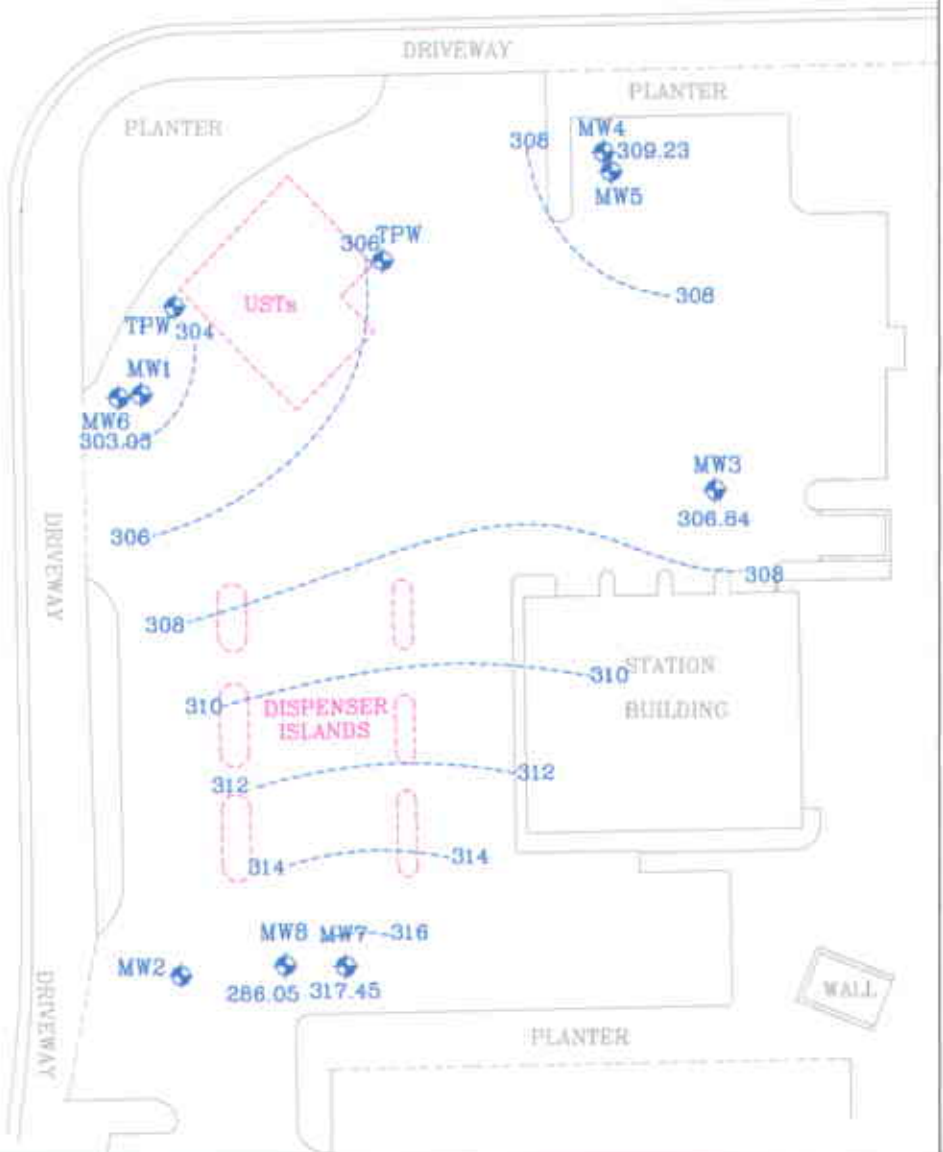 DRIVEWAY
PLANTER
PLANTER
308
MW4
309.23
MW5
306
TPW
USTs
308
TPW
304
MW1
MW6
303.05
MW3
306.84
306
DRIVEWAY
308
308
STATION
BUILDING
310
310
DISPENSER
ISLANDS
312
312
314
314
MW8
MW7
316
MW2
286.05
317.45
WALL
DRIVEWAY
PLANTER